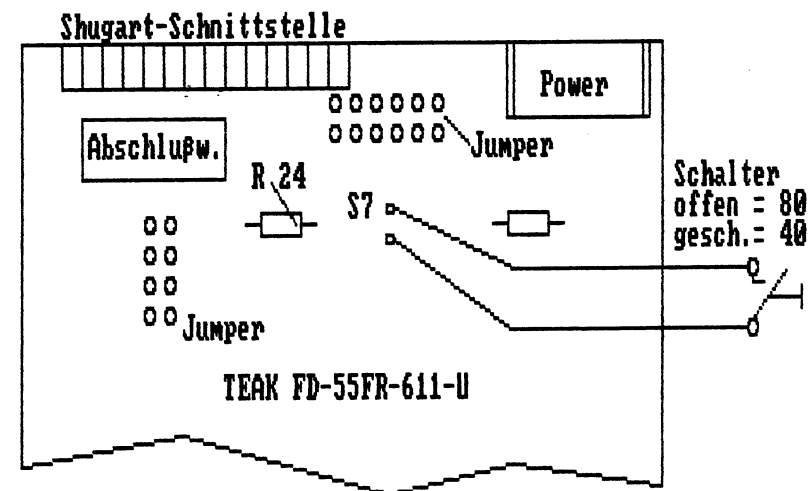 Shugart-Schnittstelle
Power
Jumper
Abschlußw.
R 24
S7
Schalter
offen = 80
gesch.= 40
Jumper
TEAK FD-55FR-611-U